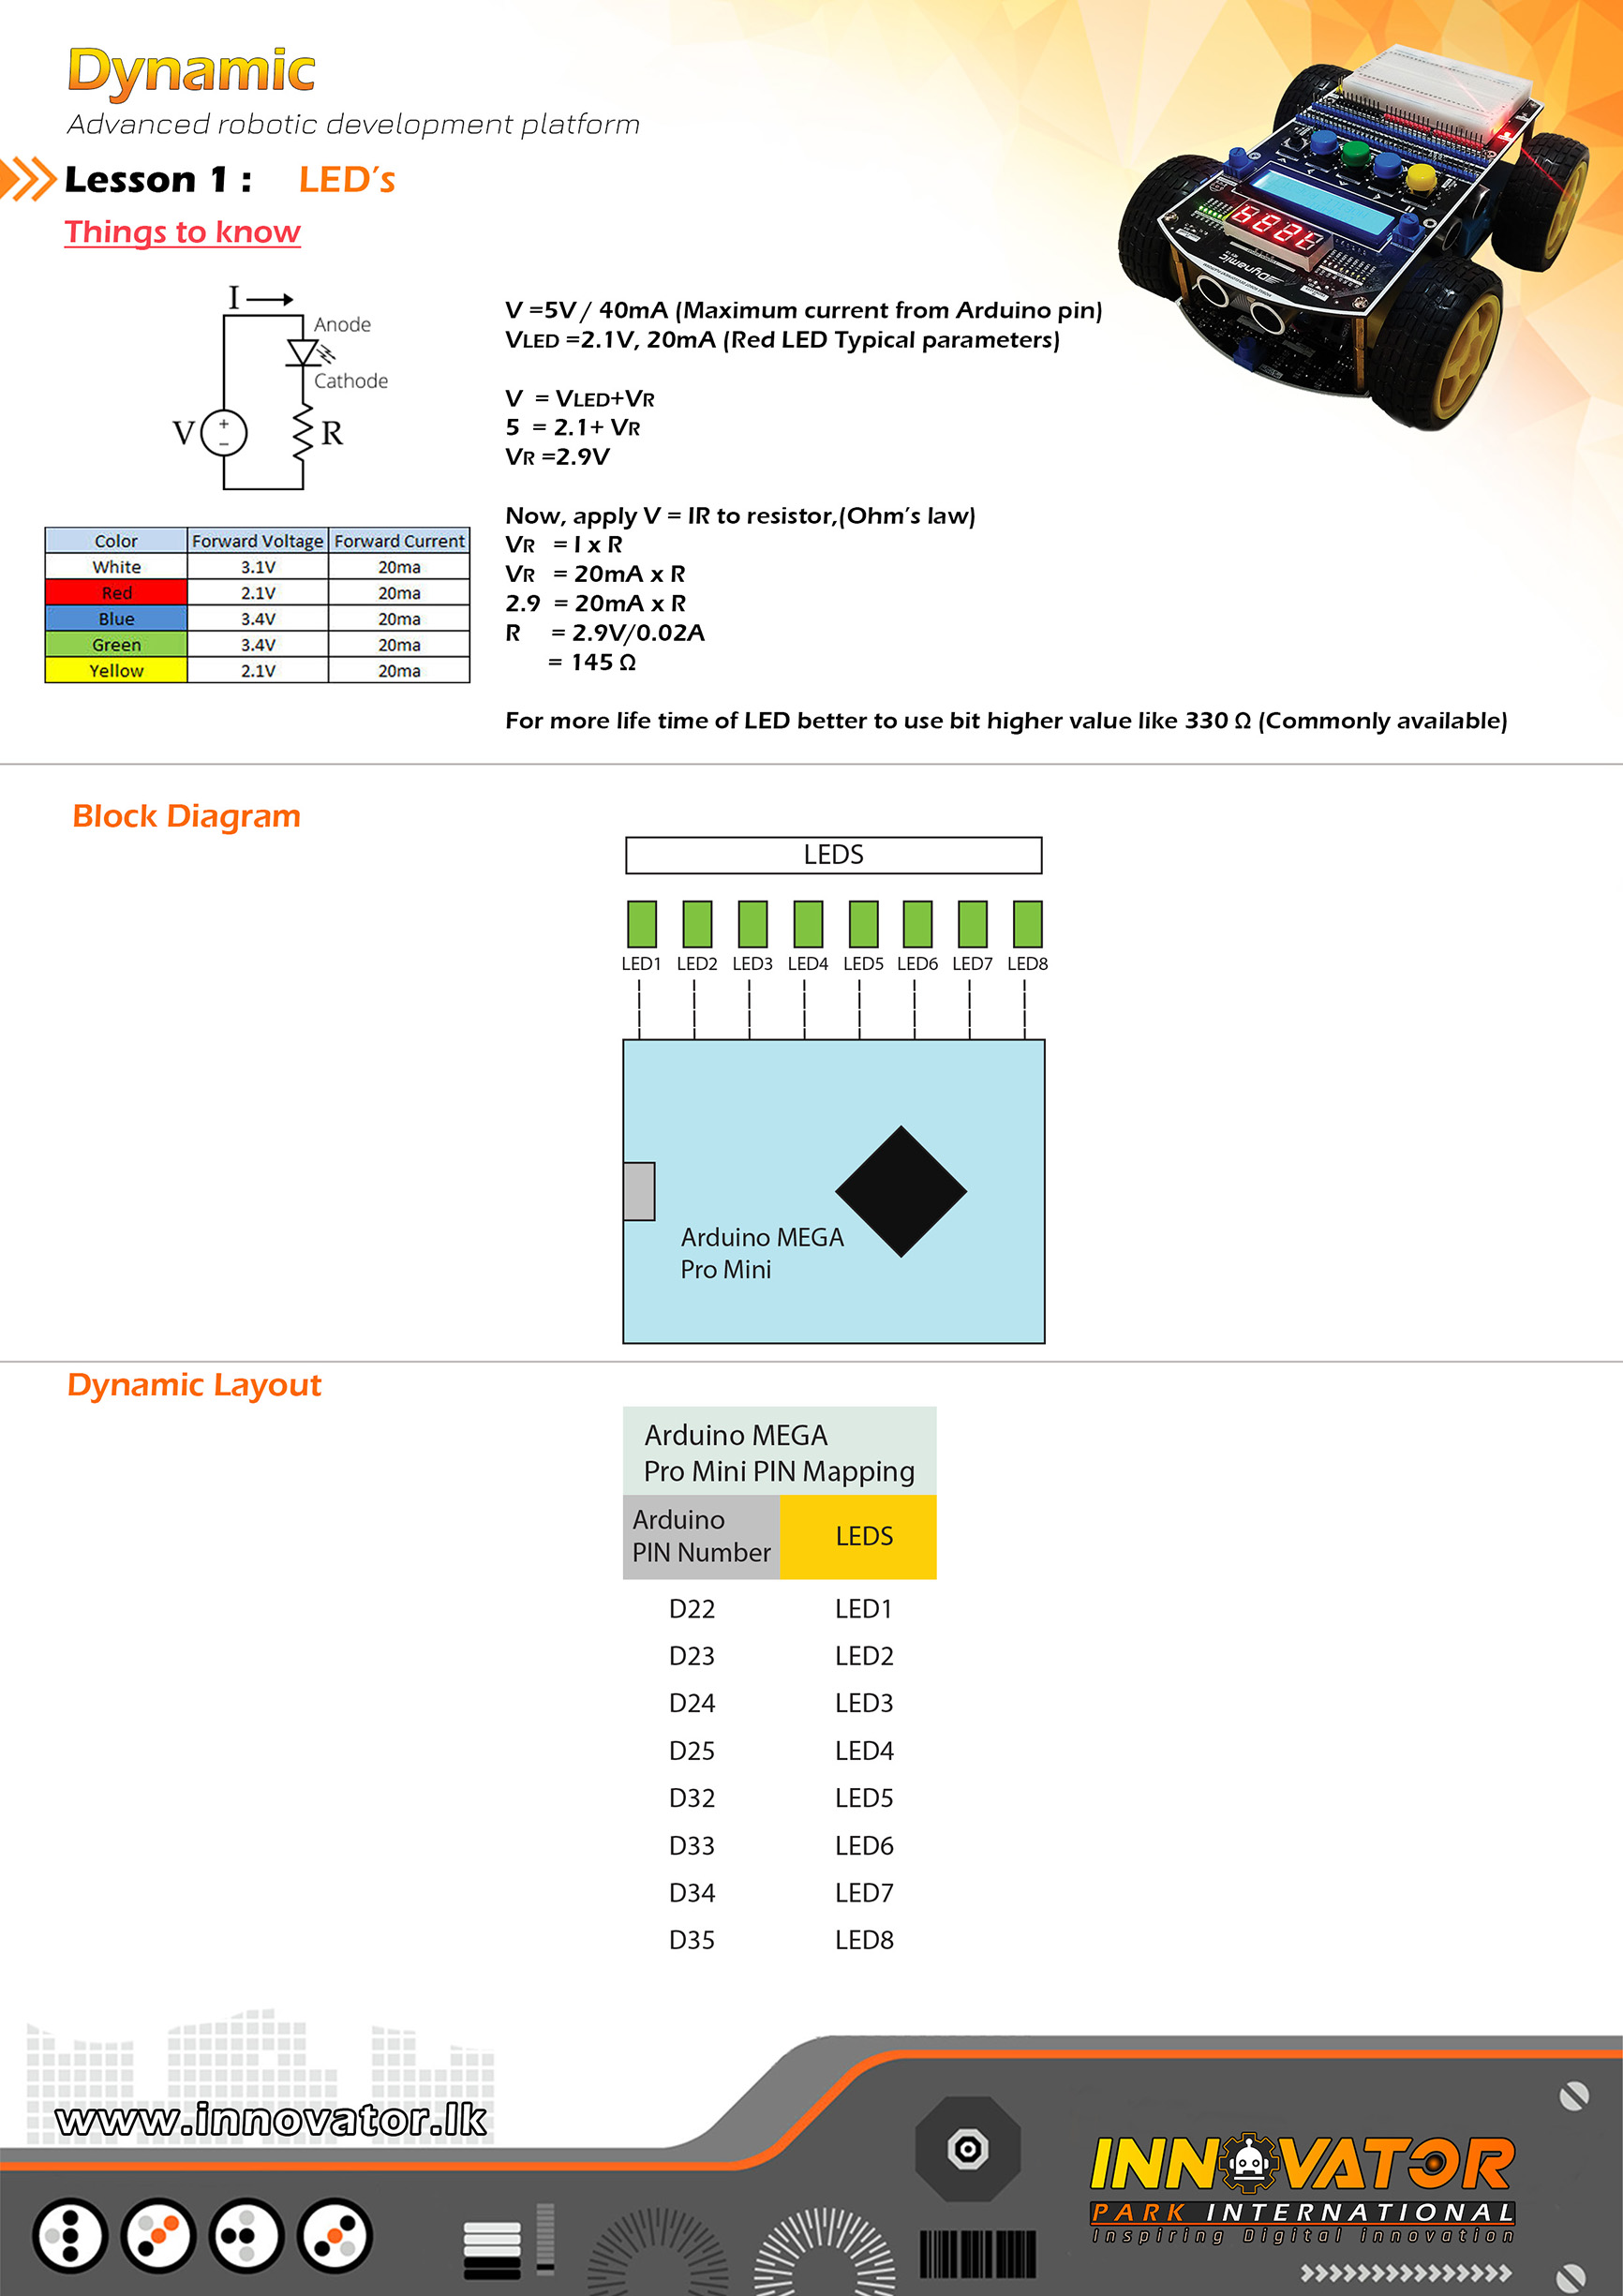 Dynamic
Advanced robotic development platform
Lesson 1 : LED's
Things to know
I
Anode
Cathode
V
+
−
R
Color Forward Voltage Forward Current
White 3.1V 20ma
Red 2.1V 20ma
Blue 3.4V 20ma
Green 3.4V 20ma
Yellow 2.1V 20ma
V =5V / 40mA (Maximum current from Arduino pin)
VLED =2.1V, 20mA (Red LED Typical parameters)
V = VLED+VR
5 = 2.1+ VR
VR =2.9V
Now, apply V = IR to resistor,(Ohm's law)
VR = I x R
VR = 20mA x R
2.9 = 20mA x R
R = 2.9V/0.02A
= 145 Ω
For more life time of LED better to use bit higher value like 330 Ω (Commonly available)
Dynamic
Block Diagram
LEDS
LED1 LED2 LED3 LED4 LED5 LED6 LED7 LED8
Arduino MEGA
Pro Mini
Dynamic Layout
Arduino MEGA
Pro Mini PIN Mapping
Arduino
PIN Number
LEDS
D22 LED1
D23 LED2
D24 LED3
D25 LED4
D32 LED5
D33 LED6
D34 LED7
D35 LED8
www.innovator.lk
INNOVATOR
PARK INTERNATIONAL
Inspiring Digital innovation